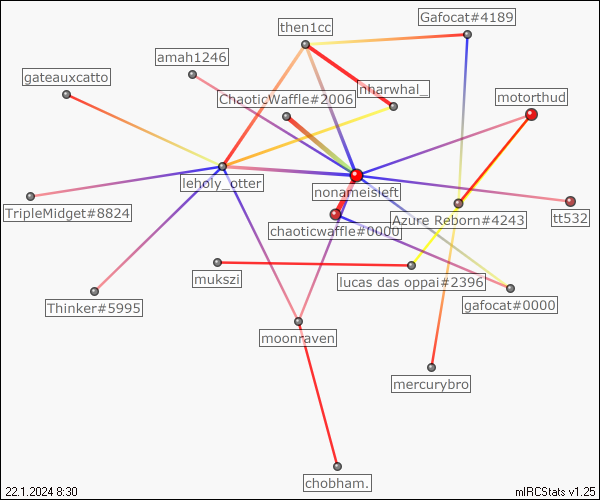 Gafocat#4189
then1cc
amah1246
gateauxcatto
nharwhal_
ChaoticWaffle#2006
motorthud
leholy_otter
nonameisleft
TripleMidget#8824
Azure Reborn#4243
tt532
chaoticwaffle#0000
mukszi
lucas das oppai#2396
Thinker#5995
gafocat#0000
moonraven
mercurybro
chobham.
22.1.2024 8:30
mIRCStats v1.25